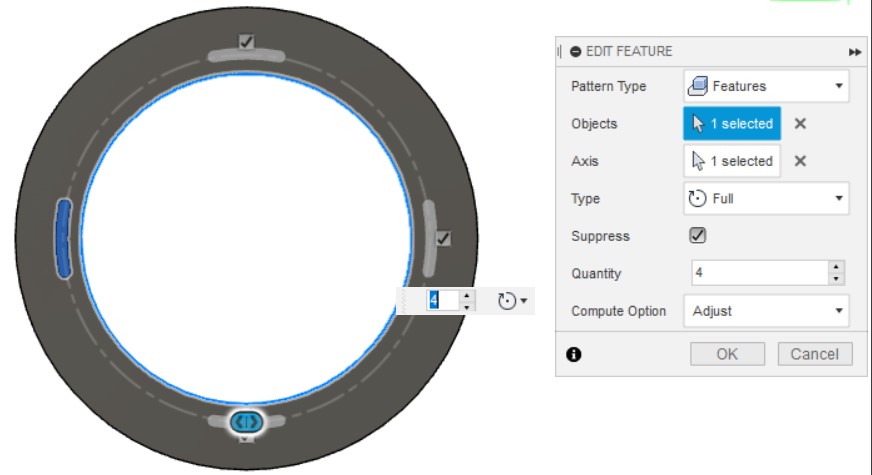 EDIT FEATURE
Pattern Type Features
Objects 1 selected
Axis 1 selected
Type Full
Suppress
Quantity 4
4
Compute Option Adjust
OK Cancel